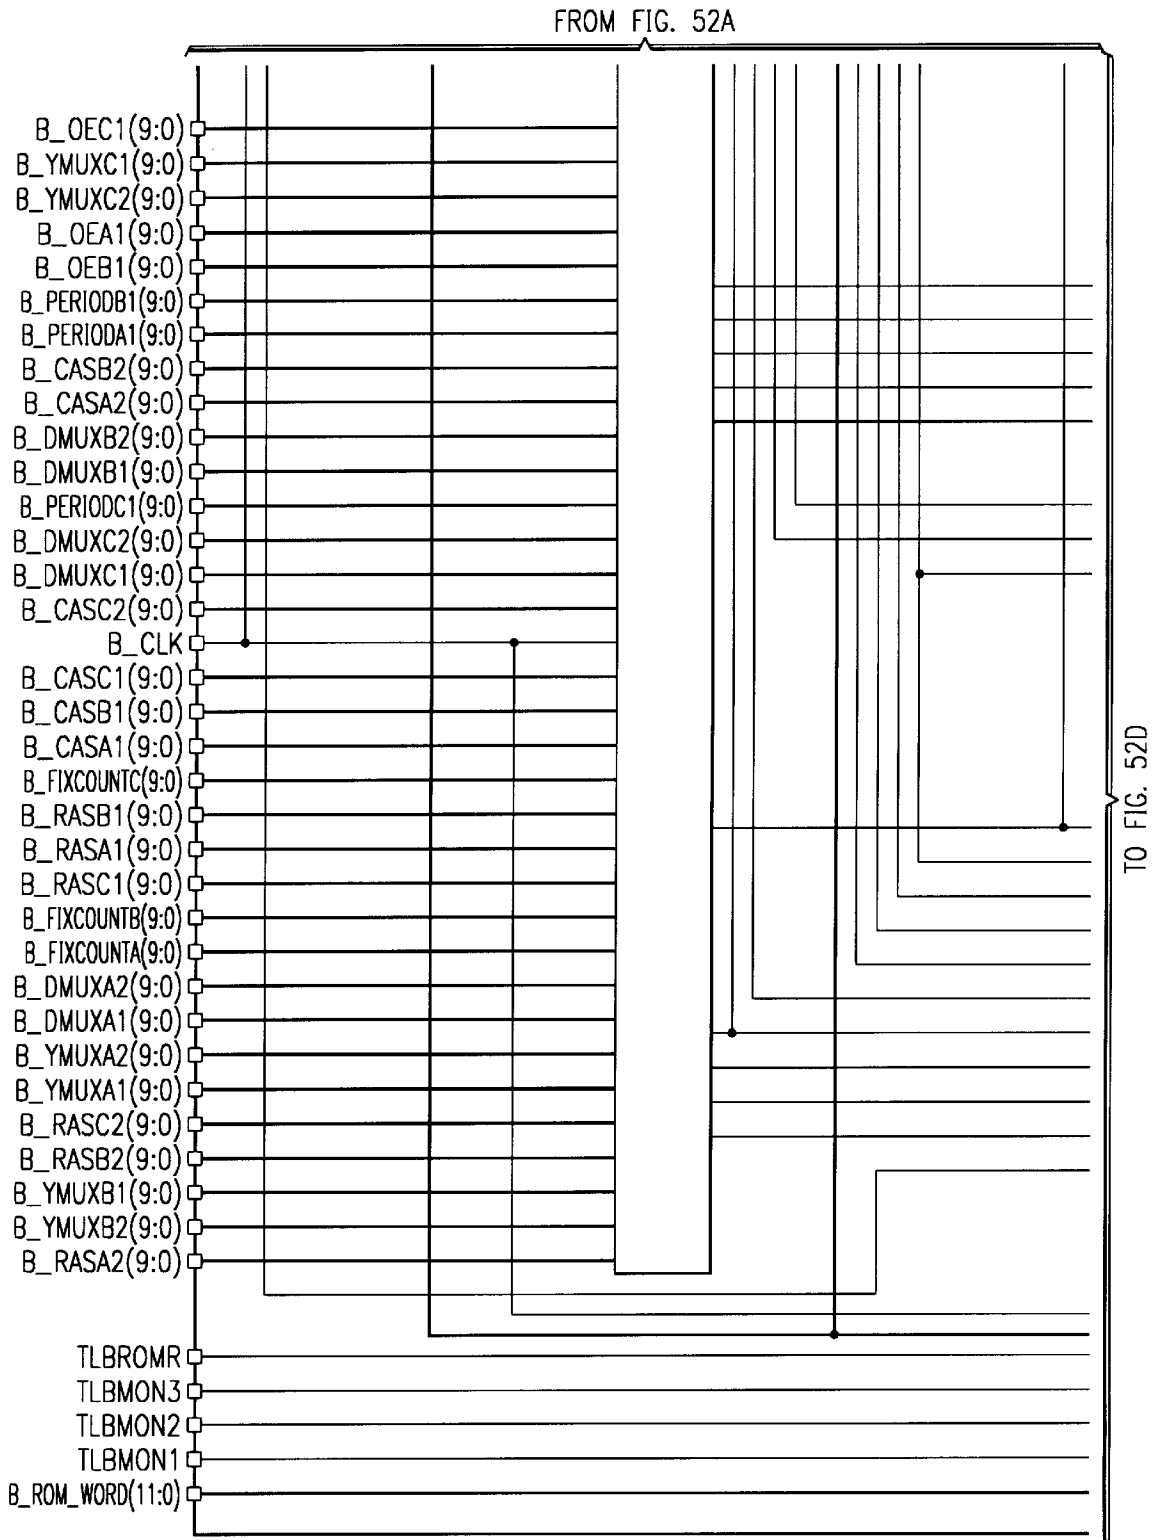 FROM FIG. 52A
B_OEC1(9:0)
B_YMUXC1(9:0)
B_YMUXC2(9:0)
B_OEA1(9:0)
B_OEB1(9:0)
B_PERIODB1(9:0)
B_PERIODA1(9:0)
B_CASB2(9:0)
B_CASA2(9:0)
B_DMUXB2(9:0)
B_DMUXB1(9:0)
B_PERIODC1(9:0)
B_DMUXC2(9:0)
B_DMUXC1(9:0)
B_CASC2(9:0)
B_CLK
B_CASC1(9:0)
B_CASB1(9:0)
B_CASA1(9:0)
B_FIXCOUNTC(9:0)
B_RASB1(9:0)
B_RASA1(9:0)
B_RASC1(9:0)
B_FIXCOUNTB(9:0)
B_FIXCOUNTA(9:0)
B_DMUXA2(9:0)
B_DMUXA1(9:0)
B_YMUXA2(9:0)
B_YMUXA1(9:0)
B_RASC2(9:0)
B_RASB2(9:0)
B_YMUXB1(9:0)
B_YMUXB2(9:0)
B_RASA2(9:0)
TLBROMR
TLBMON3
TLBMON2
TLBMON1
B_ROM_WORD(11:0)
TO FIG. 52D